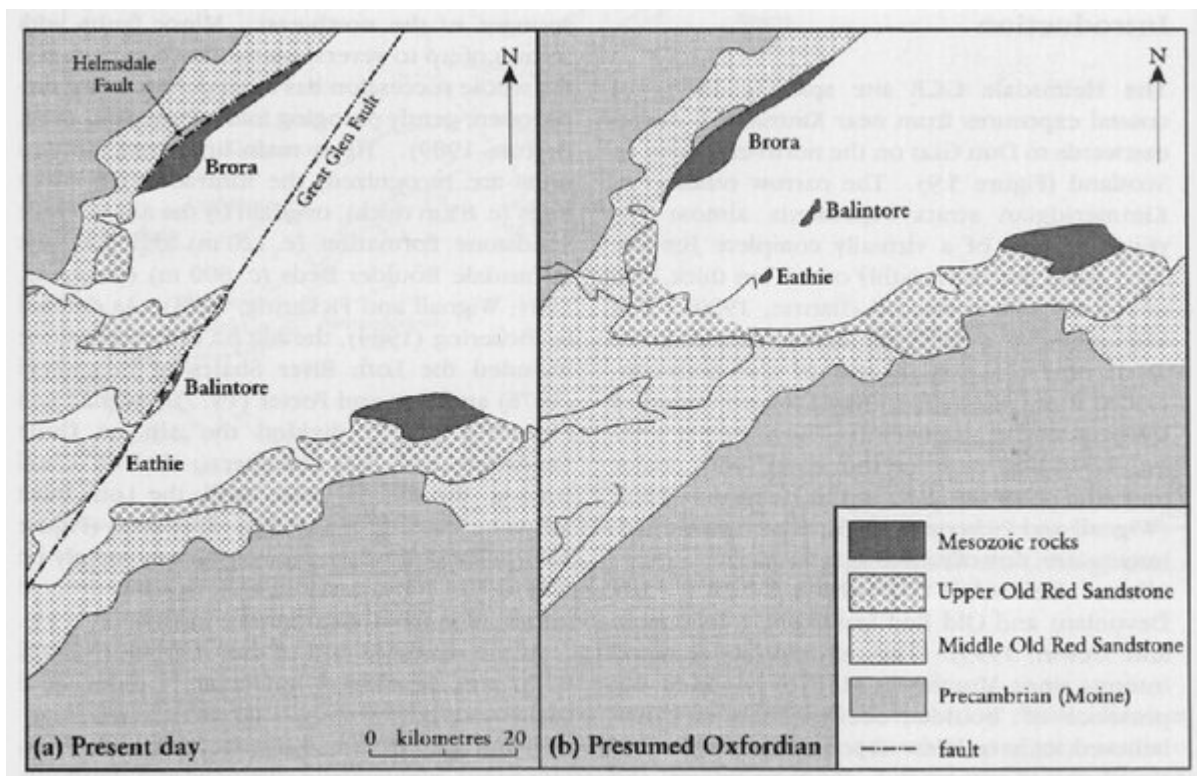 Helmsdale
Fault
Brora
Great Glen Fault
N
Balintore
Eathie
(a) Present day
0 kilometres 20
N
Brora
Balintore
Eathie
(b) Presumed Oxfordian
Mesozoic rocks
Upper Old Red Sandstone
Middle Old Red Sandstone
Precambrian (Moine)
fault